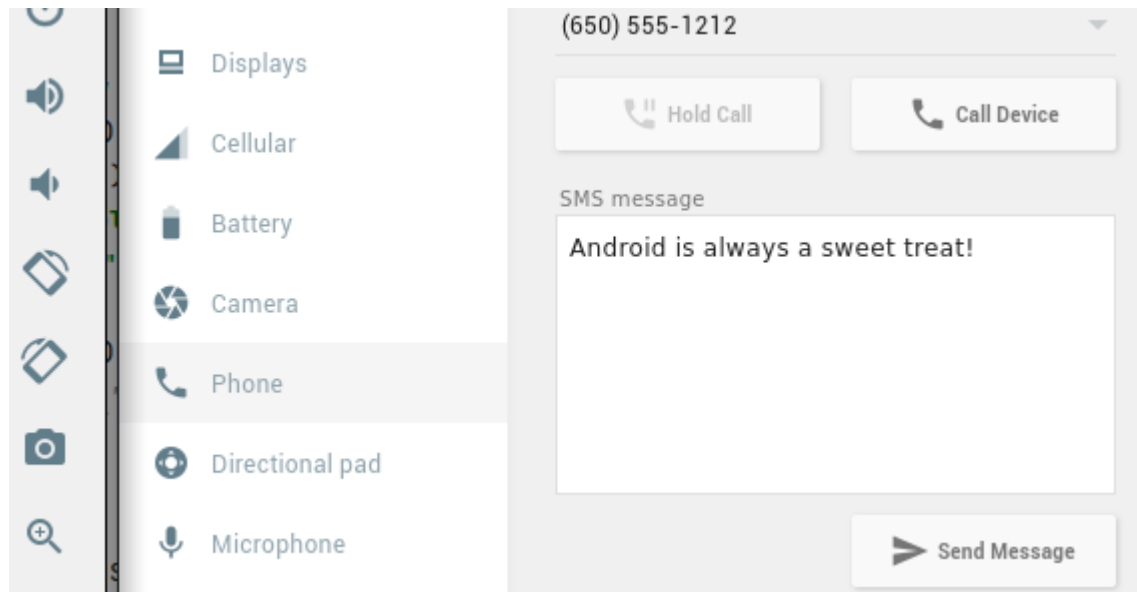 (650) 555-1212
Displays
Hold Call
Call Device
Cellular
SMS message
Battery
Android is always a sweet treat!
Camera
Phone
Directional pad
Microphone
Send Message